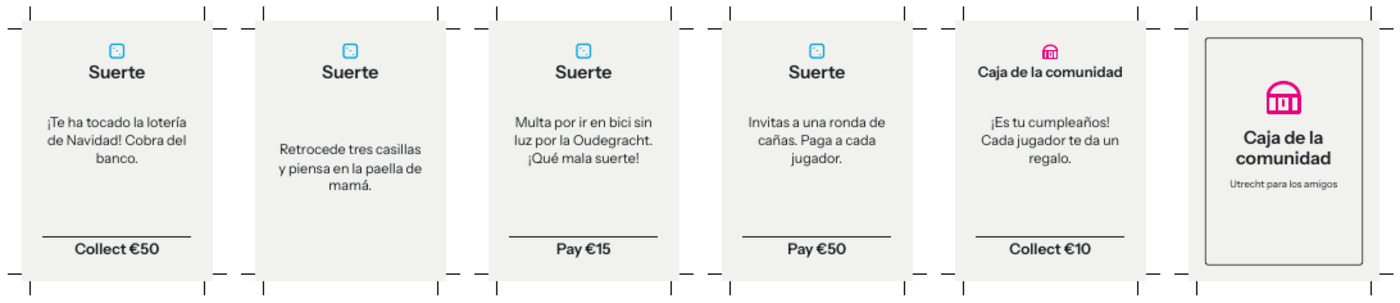 Suerte
¡Te ha tocado la lotería
de Navidad! Cobra del
banco.
Collect €50
Suerte
Retrocede tres casillas
y piensa en la paella de
mamá.
Suerte
Multa por ir en bici sin
luz por la Oudegracht.
¡Qué mala suerte!
Pay €15
Suerte
Invitas a una ronda de
cañas. Paga a cada
jugador.
Pay €50
Caja de la comunidad
¡Es tu cumpleaños!
Cada jugador te da un
regalo.
Collect €10
Caja de la
comunidad
Utrecht para los amigos